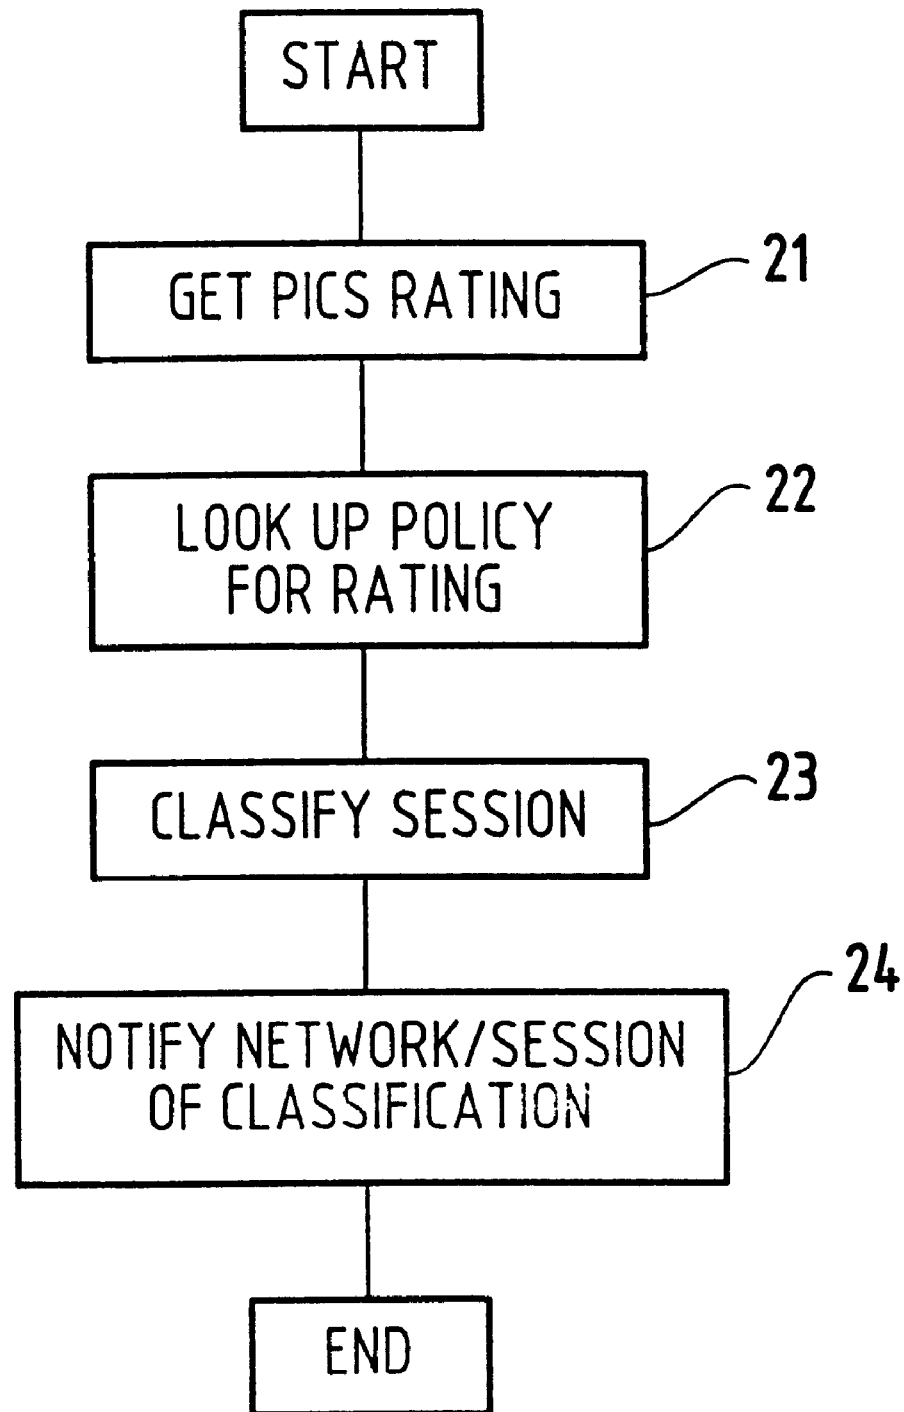 START
GET PICS RATING
21
LOOK UP POLICY
FOR RATING
22
CLASSIFY SESSION
23
NOTIFY NETWORK/SESSION
OF CLASSIFICATION
24
END